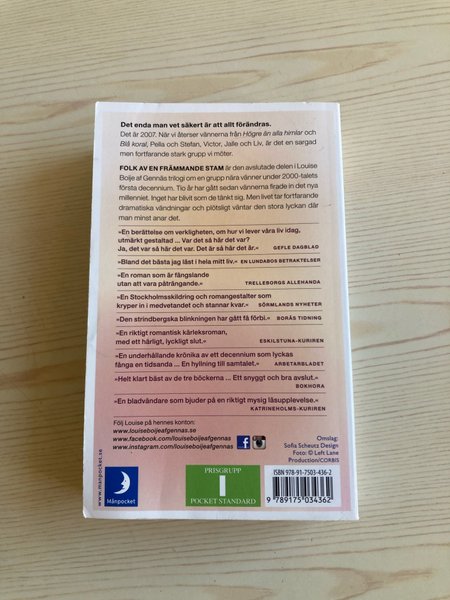 Det enda man vet säkert är att allt förändras.
Det är 2007. När vi återser vännerna från Högre än alla himlar och
Blå koral, Pella och Stefan, Victor, Jalle och Liv, är det en sargad
men fortfarande stark grupp vi möter.
FOLK AV EN FRÄMMANDE STAM är den avslutade delen i Louise
Boije af Gennäs trilogi om en grupp nära vänner under 2000-talets
första decennium. Tio år har gått sedan vännerna firade in det nya
millenniet. Inget har blivit som de tänkt sig. Men livet tar fortfarande
dramatiska vändningar och plötsligt väntar den stora lyckan där
man minst anar det.
»En berättelse om verkligheten, om hur vi lever våra liv idag,
utmärkt gestaltad ... Var det så här det var?
Ja, det var så här det var. Det är så här det är.« GEFLE DAGBLAD
»Bland det bästa jag läst i hela mitt liv.« EN LUNDABOS BETRAKTELSER
»En roman som är fängslande
utan att vara påträngande.« TRELLEBORGS ALLEHANDA
»En Stockholmsskildring och romangestalter som
kryper in i medvetandet och stannar kvar.« SÖRMLANDS NYHETER
»Den strindbergska blinkningen har gått få förbi.« BORÅS TIDNING
»En riktigt romantisk kärleksroman,
med ett härligt, lyckligt slut.« ESKILSTUNA-KURIREN
»En underhållande krönika av ett decennium som lyckas
fånga en tidsanda ... En hyllning till samtalet.« ARBETARBLADET
»Helt klart bäst av de tre böckerna ... Ett snyggt och bra avslut.«
BOKHORA
»En bladvändare som bjuder på en riktigt mysig läsupplevelse.«
KATRINEHOLMS-KURIREN
Följ Louise på hennes konton:
www.louiseboijeafgennas.se
www.facebook.com/louiseboijeafgennas
www.instagram.com/louiseboijeafgennas
Omslag:
Sofia Scheutz Design
Foto: © Left Lane
Production/CORBIS
www.manpocket.se
Månpocket
PRISGRUPP
1
POCKET STANDARD
ISBN 978-91-7503-436-2
9 789175 034362